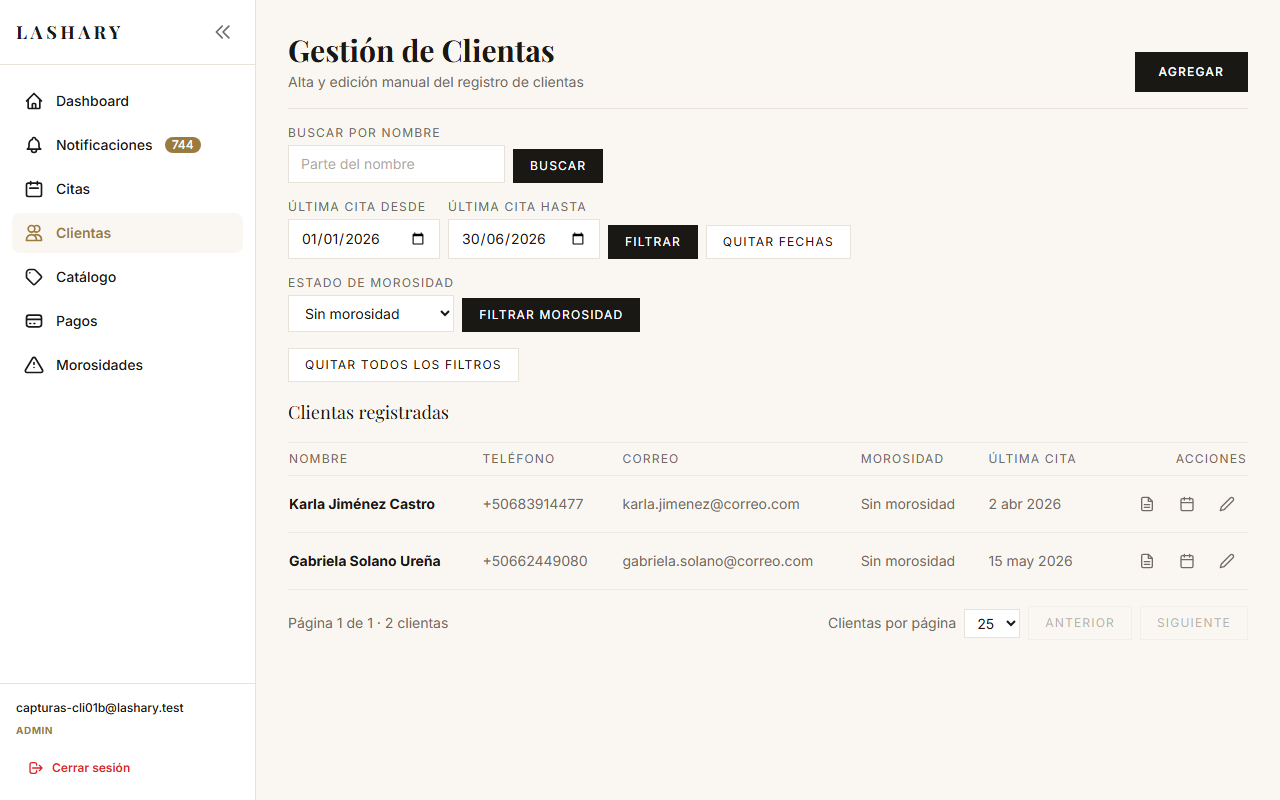 LASHARY
Dashboard
Notificaciones 744
Citas
Clientas
Catálogo
Pagos
Morosidades
capturas-cli01b@lashary.test
ADMIN
Cerrar sesión
Gestión de Clientas
Alta y edición manual del registro de clientas
AGREGAR
BUSCAR POR NOMBRE
Parte del nombre BUSCAR
ÚLTIMA CITA DESDE ÚLTIMA CITA HASTA
01/01/2026 30/06/2026 FILTRAR QUITAR FECHAS
ESTADO DE MOROSIDAD
Sin morosidad FILTRAR MOROSIDAD
QUITAR TODOS LOS FILTROS
Clientas registradas
NOMBRE TELÉFONO CORREO MOROSIDAD ÚLTIMA CITA ACCIONES
Karla Jiménez Castro +50683914477 karla.jimenez@correo.com Sin morosidad 2 abr 2026
Gabriela Solano Ureña +50662449080 gabriela.solano@correo.com Sin morosidad 15 may 2026
Página 1 de 1 · 2 clientas Clientas por página 25 ANTERIOR SIGUIENTE